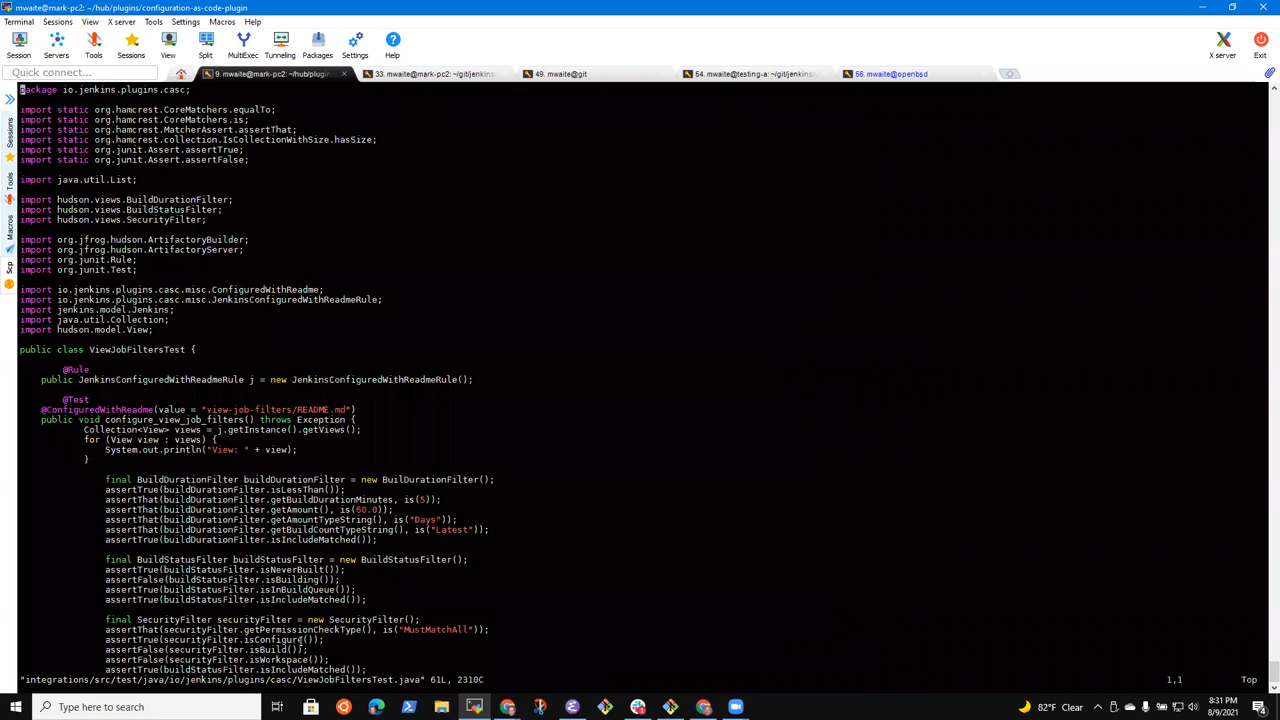 mwaite@mark-pc2: ~/hub/plugins/configuration-as-code-plugin
Terminal Sessions View X server Tools Settings Macros Help
Session Servers Tools Sessions View Split MultiExec Tunneling Packages Settings Help X server Exit
Quick connect... 9. mwaite@mark-pc2: ~/hub/plugin 33. mwaite@mark-pc2: ~/git/jenkins 49. mwaite@git 54. mwaite@testing-a: ~/git/jenkins 56. mwaite@openbsd
Sessions
Tools
Macros
Scp
package io.jenkins.plugins.casc;
import static org.hamcrest.CoreMatchers.equalTo;
import static org.hamcrest.CoreMatchers.is;
import static org.hamcrest.MatcherAssert.assertThat;
import static org.hamcrest.collection.IsCollectionWithSize.hasSize;
import static org.junit.Assert.assertTrue;
import static org.junit.Assert.assertFalse;
import java.util.List;
import hudson.views.BuildDurationFilter;
import hudson.views.BuildStatusFilter;
import hudson.views.SecurityFilter;
import org.jfrog.hudson.ArtifactoryBuilder;
import org.jfrog.hudson.ArtifactoryServer;
import org.junit.Rule;
import org.junit.Test;
import io.jenkins.plugins.casc.misc.ConfiguredWithReadme;
import io.jenkins.plugins.casc.misc.JenkinsConfiguredWithReadmeRule;
import jenkins.model.Jenkins;
import java.util.Collection;
import hudson.model.View;
public class ViewJobFiltersTest {
@Rule
public JenkinsConfiguredWithReadmeRule j = new JenkinsConfiguredWithReadmeRule();
@Test
@ConfiguredWithReadme(value = "view-job-filters/README.md")
public void configure_view_job_filters() throws Exception {
Collection<View> views = j.getInstance().getViews();
for (View view : views) {
System.out.println("View: " + view);
}
final BuildDurationFilter buildDurationFilter = new BuilDurationFilter();
assertTrue(buildDurationFilter.isLessThan());
assertThat(buildDurationFilter.getBuildDurationMinutes, is(5));
assertThat(buildDurationFilter.getAmount(), is(60.0));
assertThat(buildDurationFilter.getAmountTypeString(), is("Days"));
assertThat(buildDurationFilter.getBuildCountTypeString(), is("Latest"));
assertTrue(buildDurationFilter.isIncludeMatched());
final BuildStatusFilter buildStatusFilter = new BuildStatusFilter();
assertTrue(buildStatusFilter.isNeverBuilt());
assertFalse(buildStatusFilter.isBuilding());
assertTrue(buildStatusFilter.isInBuildQueue());
assertTrue(buildStatusFilter.isIncludeMatched());
final SecurityFilter securityFilter = new SecurityFilter();
assertThat(securityFilter.getPermissionCheckType(), is("MustMatchAll"));
assertTrue(securityFilter.isConfigure());
assertFalse(securityFilter.isBuild());
assertFalse(securityFilter.isWorkspace());
assertTrue(buildStatusFilter.isIncludeMatched());
"integrations/src/test/java/io/jenkins/plugins/casc/ViewJobFiltersTest.java" 61L, 2310C 1,1 Top
Type here to search 82°F 8:31 PM
8/9/2021